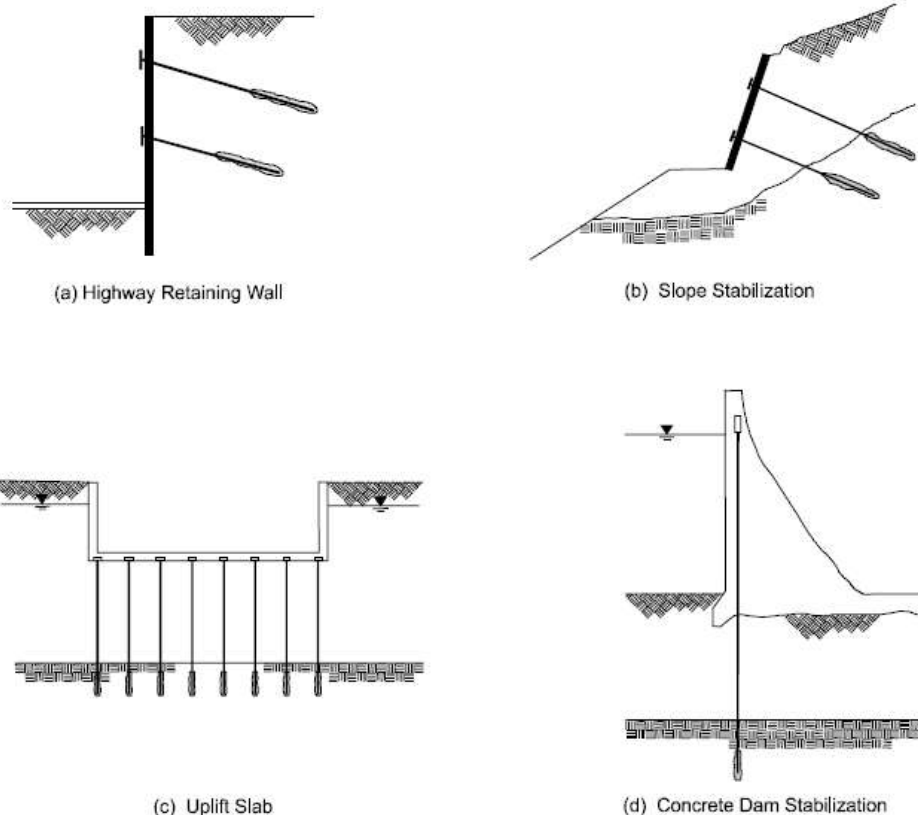 (a) Highway Retaining Wall
(b) Slope Stabilization
(c) Uplift Slab
(d) Concrete Dam Stabilization